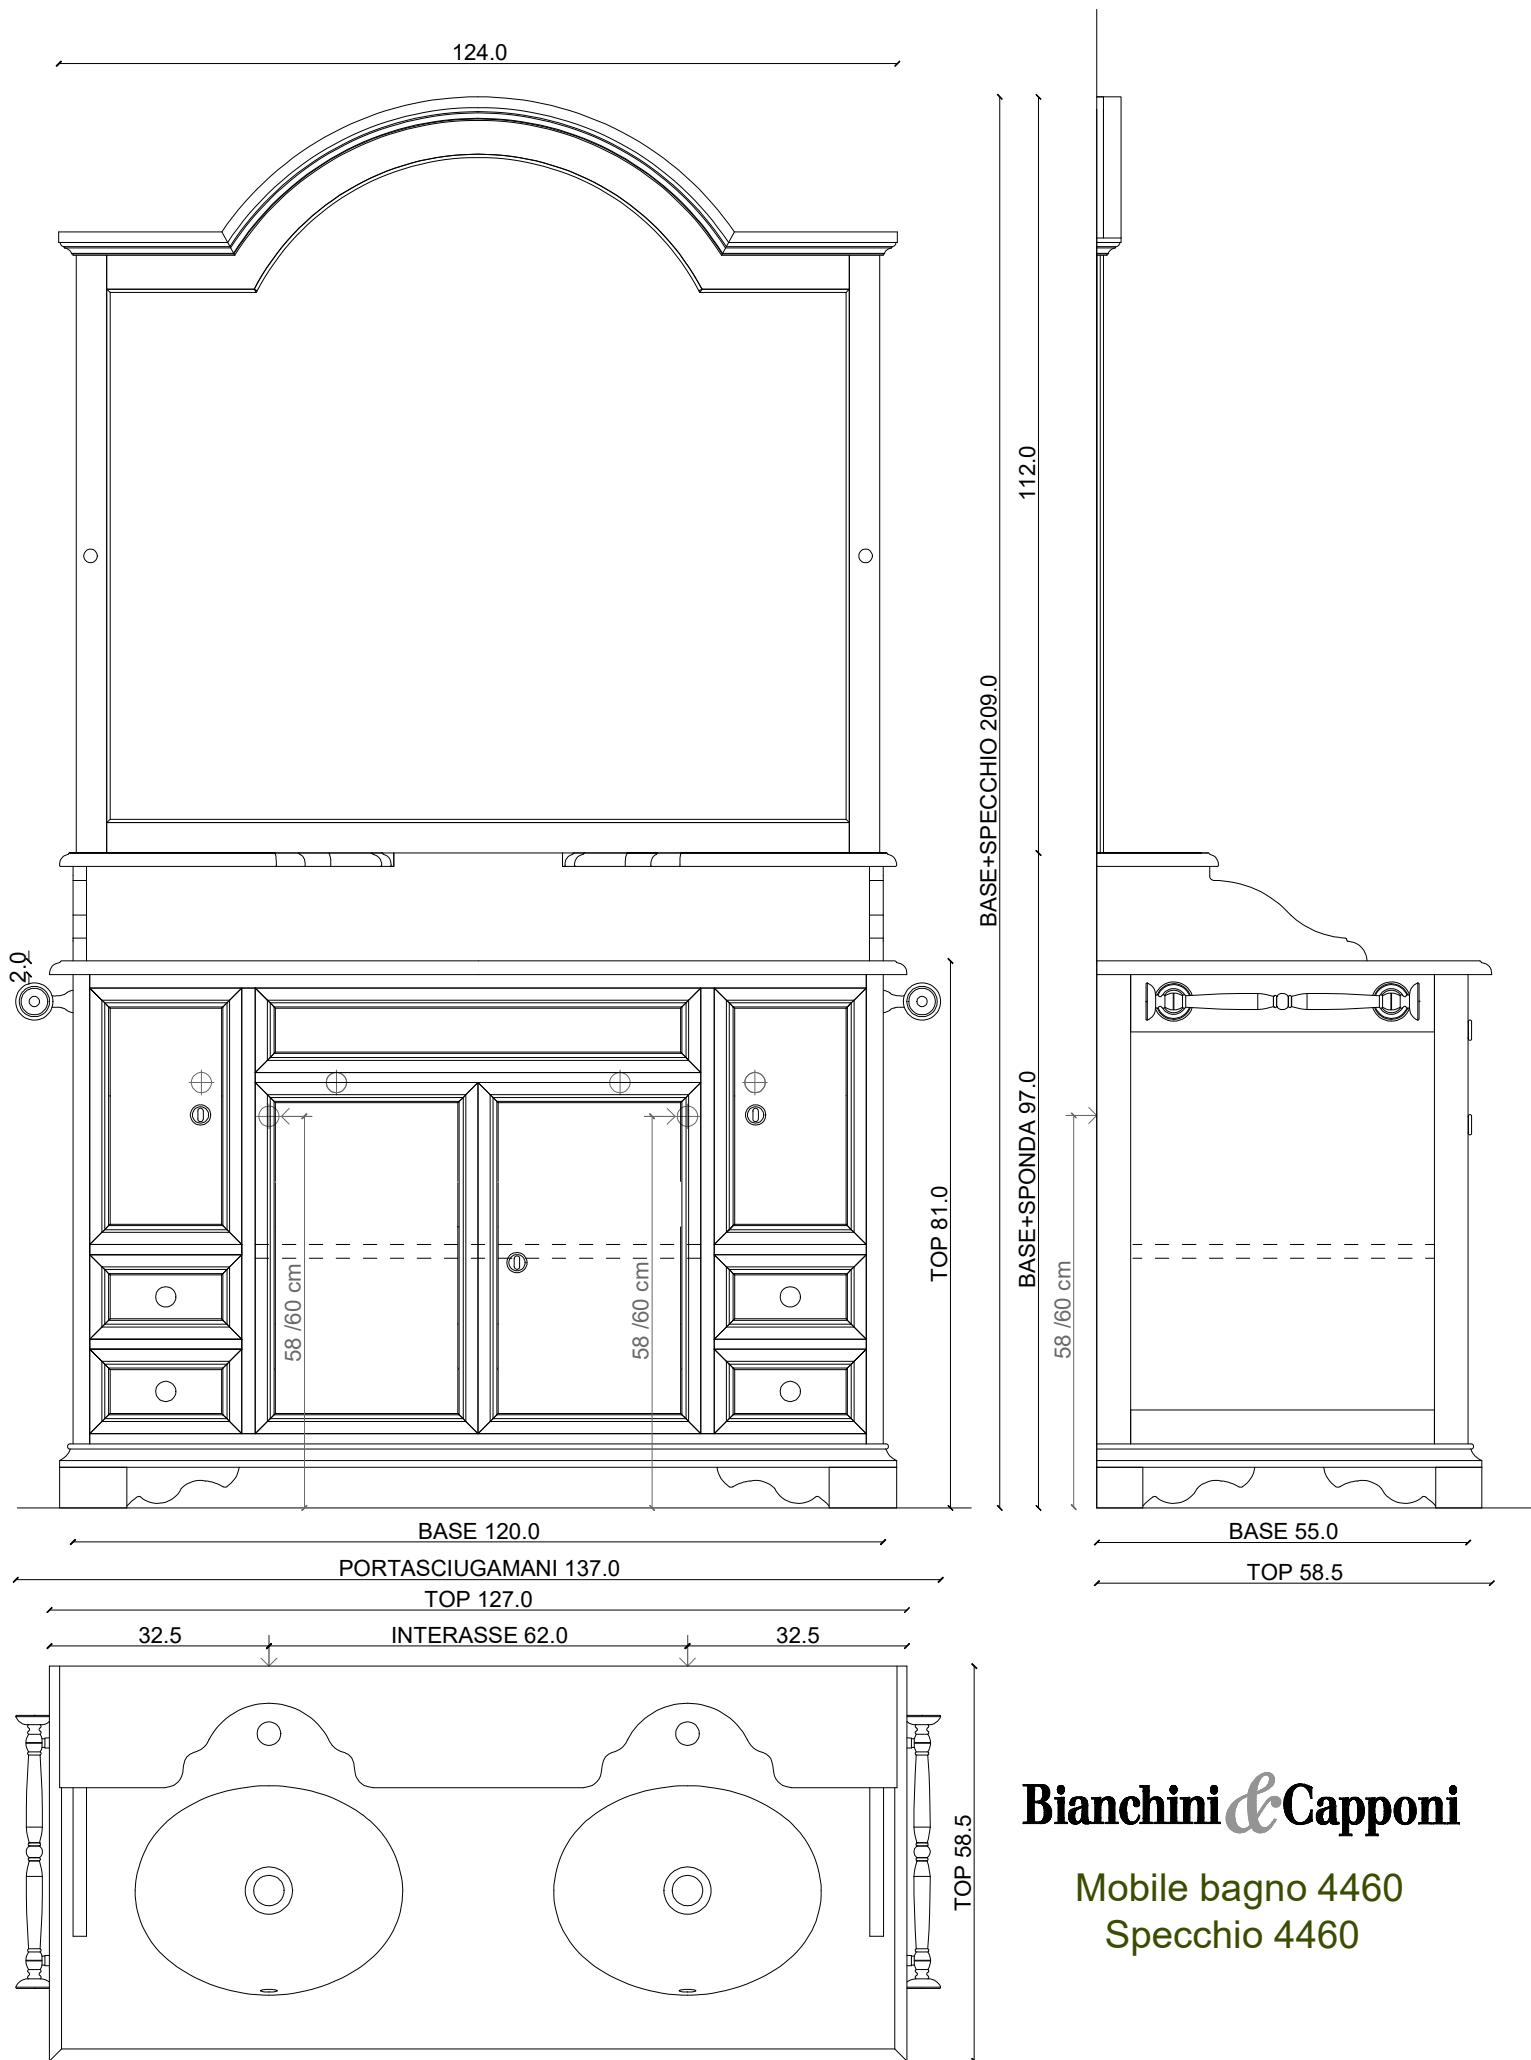 124.0
112.0
BASE+SPECCHIO 209.0
2.0
BASE+SPONDA 97.0
TOP 81.0
58 /60 cm
58 /60 cm
58 /60 cm
BASE 120.0
BASE 55.0
PORTASCIUGAMANI 137.0
TOP 58.5
TOP 127.0
32.5
INTERASSE 62.0
32.5
TOP 58.5
Bianchini&Capponi
Mobile bagno 4460
Specchio 4460